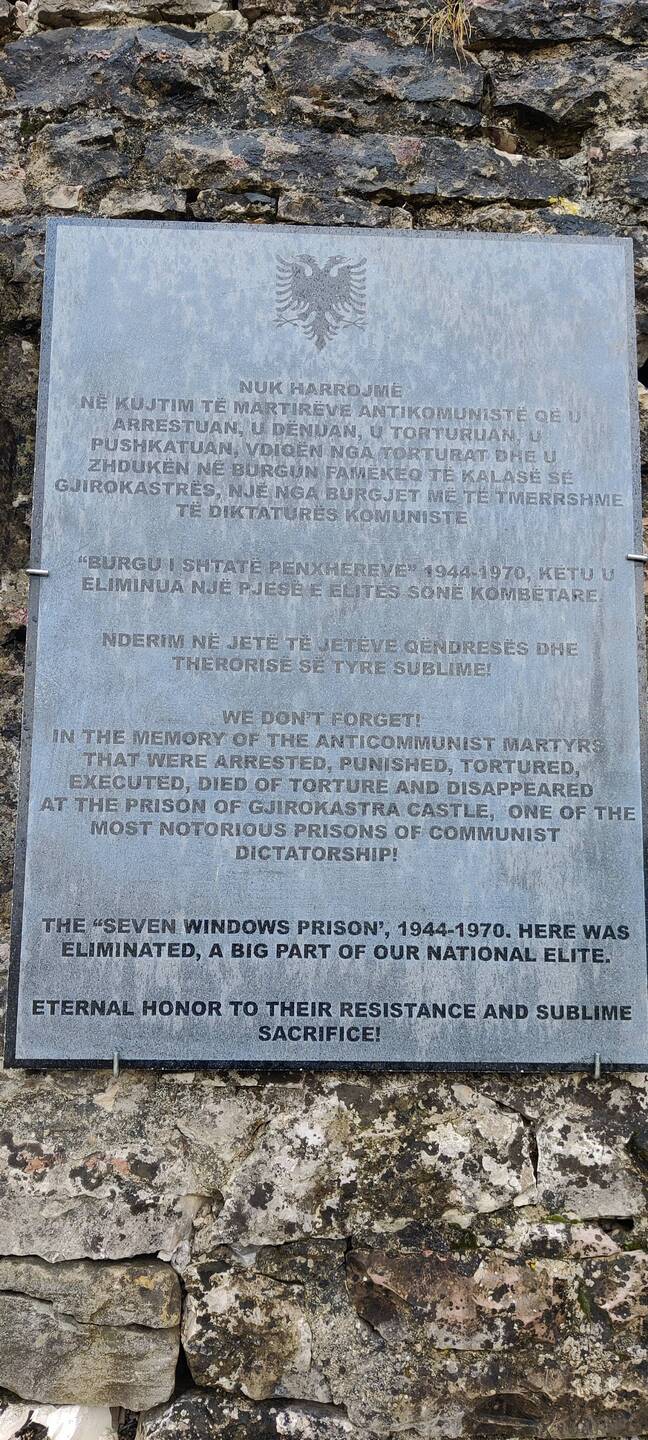 NUK HARROJMË
NË KUJTIM TË MARTIRËVE ANTIKOMUNISTË QË U
ARRESTUAN, U DËNUAN, U TORTURUAN, U
PUSHKATUAN, VDIQËN NGA TORTURAT DHE U
ZHDUKËN NË BURGUN FAMËKEQ TË KALASË SË
GJIROKASTRËS, NJË NGA BURGJET MË TË TMERRSHME
TË DIKTATURËS KOMUNISTE
“BURGU I SHTATË PENXHEREVE” 1944-1970, KËTU U
ELIMINUA NJË PJESË E ELITËS SONË KOMBËTARE.
NDERIM NË JETË TË JETËVE QËNDRESËS DHE
THERORISË SË TYRE SUBLIME!
WE DON'T FORGET!
IN THE MEMORY OF THE ANTICOMMUNIST MARTYRS
THAT WERE ARRESTED, PUNISHED, TORTURED,
EXECUTED, DIED OF TORTURE AND DISAPPEARED
AT THE PRISON OF GJIROKASTRA CASTLE, ONE OF THE
MOST NOTORIOUS PRISONS OF COMMUNIST
DICTATORSHIP!
THE “SEVEN WINDOWS PRISON’, 1944-1970. HERE WAS
ELIMINATED, A BIG PART OF OUR NATIONAL ELITE.
ETERNAL HONOR TO THEIR RESISTANCE AND SUBLIME
SACRIFICE!